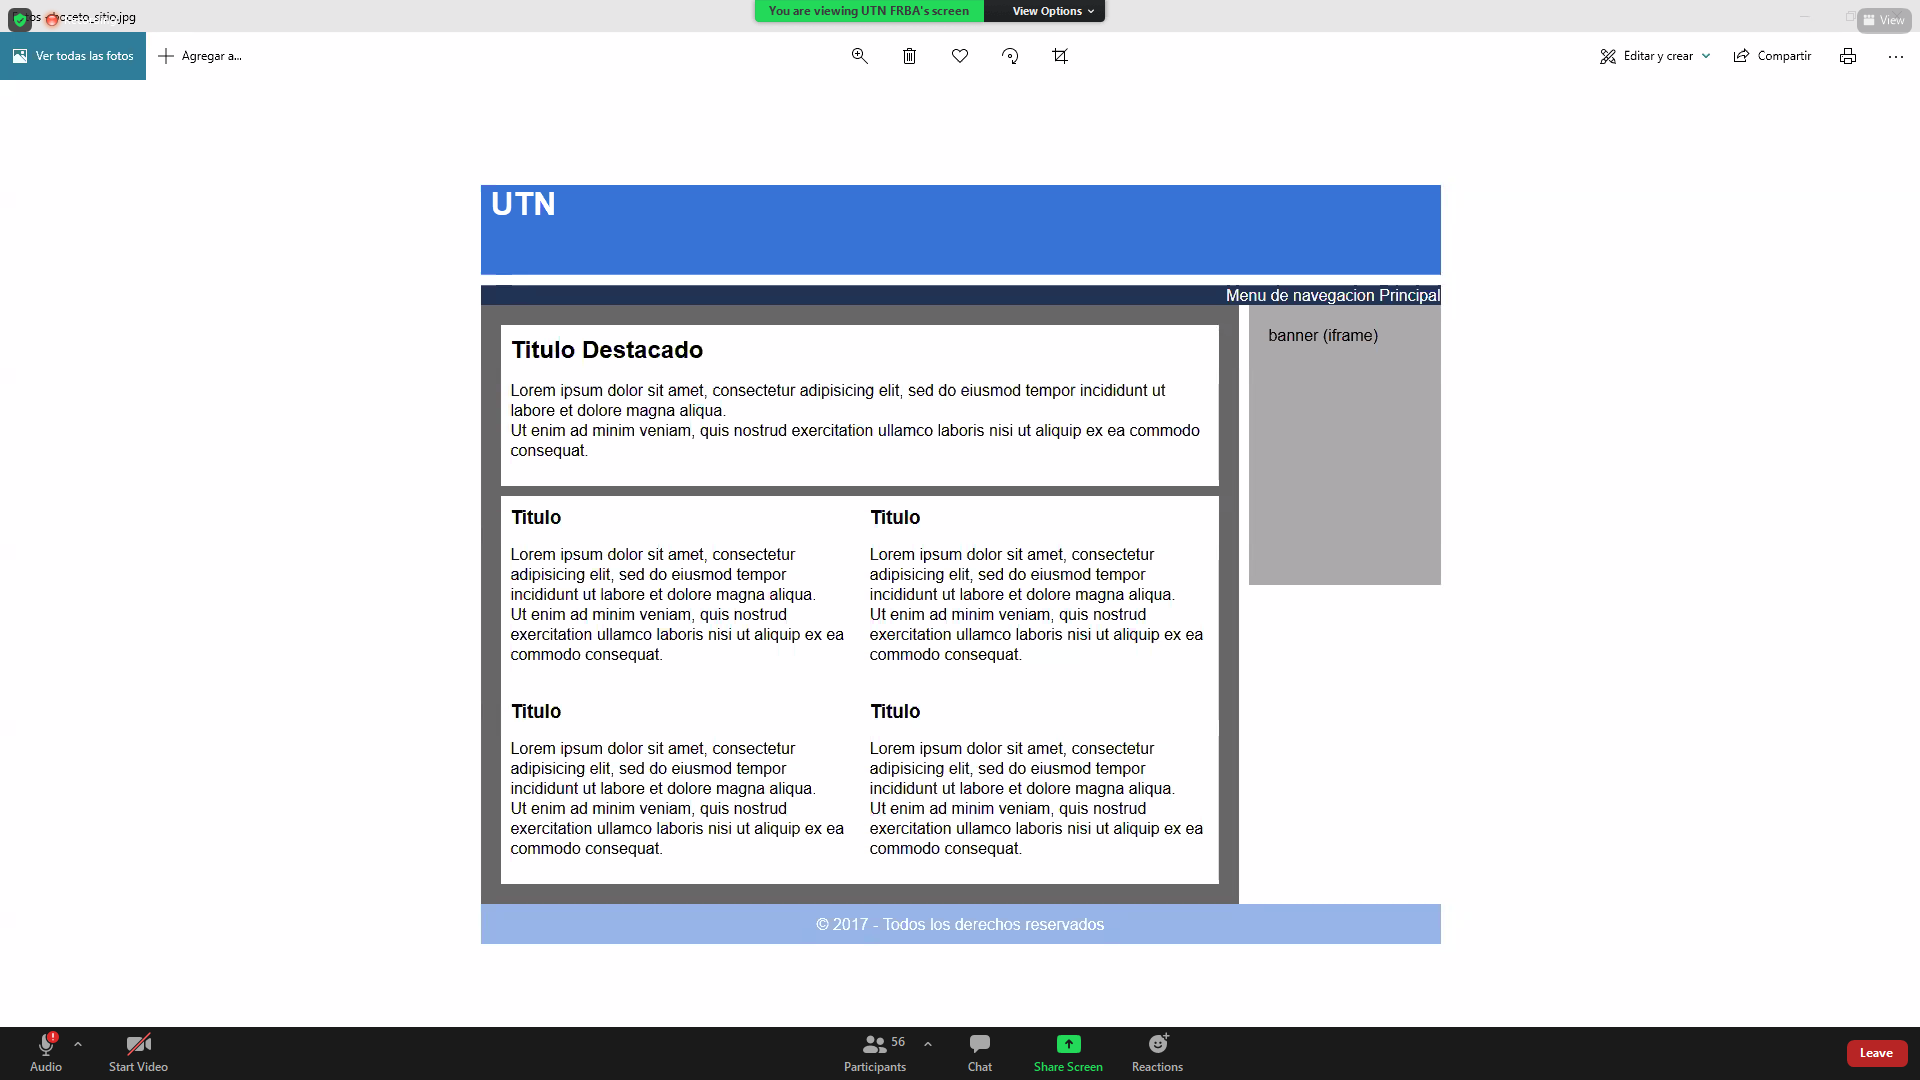 You are viewing UTN FRBA's screen
View Options
View
Ver todas las fotos
Agregar a...
Editar y crear
Compartir
UTN
Menu de navegacion Principal
banner (iframe)
Titulo Destacado
Lorem ipsum dolor sit amet, consectetur adipisicing elit, sed do eiusmod tempor incididunt ut
labore et dolore magna aliqua.
Ut enim ad minim veniam, quis nostrud exercitation ullamco laboris nisi ut aliquip ex ea commodo
consequat.
Titulo
Lorem ipsum dolor sit amet, consectetur
adipisicing elit, sed do eiusmod tempor
incididunt ut labore et dolore magna aliqua.
Ut enim ad minim veniam, quis nostrud
exercitation ullamco laboris nisi ut aliquip ex ea
commodo consequat.
Titulo
Lorem ipsum dolor sit amet, consectetur
adipisicing elit, sed do eiusmod tempor
incididunt ut labore et dolore magna aliqua.
Ut enim ad minim veniam, quis nostrud
exercitation ullamco laboris nisi ut aliquip ex ea
commodo consequat.
Titulo
Lorem ipsum dolor sit amet, consectetur
adipisicing elit, sed do eiusmod tempor
incididunt ut labore et dolore magna aliqua.
Ut enim ad minim veniam, quis nostrud
exercitation ullamco laboris nisi ut aliquip ex ea
commodo consequat.
Titulo
Lorem ipsum dolor sit amet, consectetur
adipisicing elit, sed do eiusmod tempor
incididunt ut labore et dolore magna aliqua.
Ut enim ad minim veniam, quis nostrud
exercitation ullamco laboris nisi ut aliquip ex ea
commodo consequat.
© 2017 - Todos los derechos reservados
Audio
Start Video
56
Participants
Chat
Share Screen
Reactions
Leave